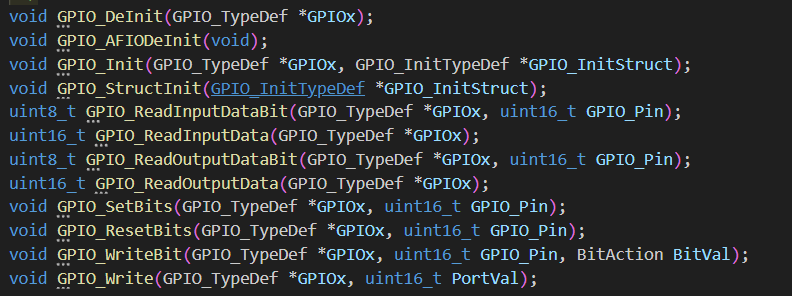 void GPIO_DeInit(GPIO_TypeDef *GPIOx);
void GPIO_AFIODeInit(void);
void GPIO_Init(GPIO_TypeDef *GPIOx, GPIO_InitTypeDef *GPIO_InitStruct);
void GPIO_StructInit(GPIO_InitTypeDef *GPIO_InitStruct);
uint8_t GPIO_ReadInputDataBit(GPIO_TypeDef *GPIOx, uint16_t GPIO_Pin);
uint16_t GPIO_ReadInputData(GPIO_TypeDef *GPIOx);
uint8_t GPIO_ReadOutputDataBit(GPIO_TypeDef *GPIOx, uint16_t GPIO_Pin);
uint16_t GPIO_ReadOutputData(GPIO_TypeDef *GPIOx);
void GPIO_SetBits(GPIO_TypeDef *GPIOx, uint16_t GPIO_Pin);
void GPIO_ResetBits(GPIO_TypeDef *GPIOx, uint16_t GPIO_Pin);
void GPIO_WriteBit(GPIO_TypeDef *GPIOx, uint16_t GPIO_Pin, BitAction BitVal);
void GPIO_Write(GPIO_TypeDef *GPIOx, uint16_t PortVal);